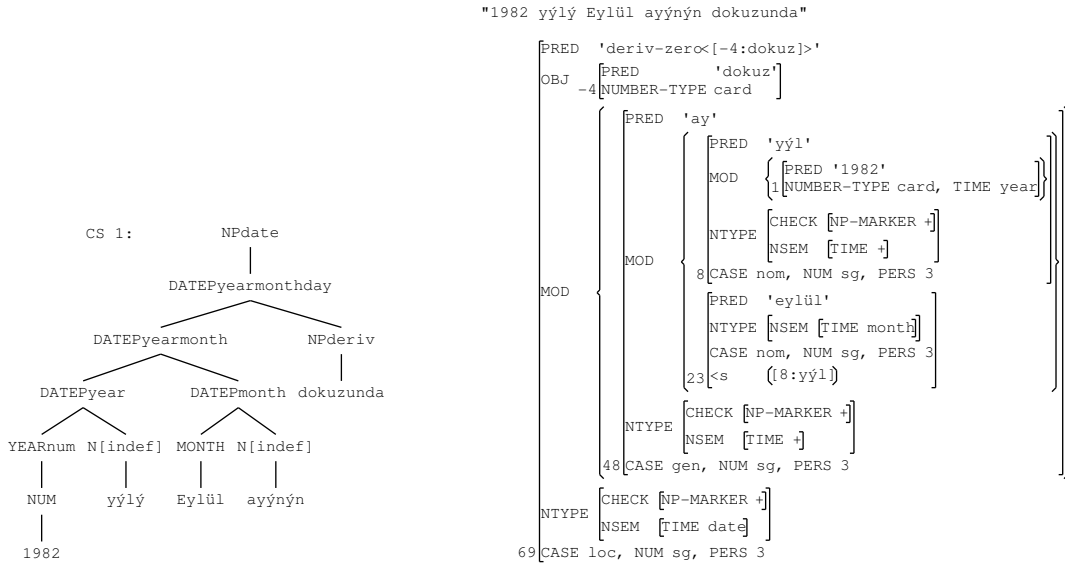 "1982 yýlý Eylül ayýnýn dokuzunda"
CS 1: NPdate
DATEPyearmonthday
DATEPyearmonth NPderiv
DATEPyear DATEPmonth dokuzunda
YEARnum N[indef] MONTH N[indef]
NUM yýlý Eylül ayýnýn
1982
PRED 'deriv-zero<[-4:dokuz]>'
OBJ
PRED 'dokuz'
-4 NUMBER-TYPE card
MOD
PRED 'ay'
MOD
PRED 'yýl'
MOD
PRED '1982'
1 NUMBER-TYPE card, TIME year
NTYPE
CHECK [NP-MARKER +]
NSEM [TIME +]
8 CASE nom, NUM sg, PERS 3
PRED 'eylül'
NTYPE [NSEM [TIME month]]
CASE nom, NUM sg, PERS 3
23 <s ([8:yýl])
NTYPE
CHECK [NP-MARKER +]
NSEM [TIME +]
48 CASE gen, NUM sg, PERS 3
NTYPE
CHECK [NP-MARKER +]
NSEM [TIME date]
69 CASE loc, NUM sg, PERS 3